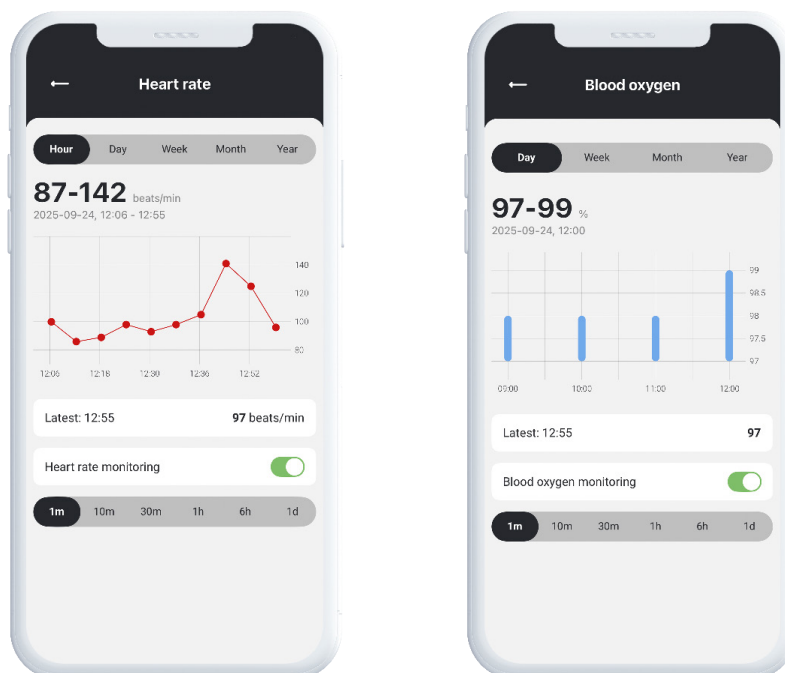 Heart rate
Hour Day Week Month Year
87-142 beats/min
2025-09-24, 12:06 - 12:55
140
120
100
80
12:06 12:18 12:30 12:36 12:52
Latest: 12:55 97 beats/min
Heart rate monitoring
1m 10m 30m 1h 6h 1d
Blood oxygen
Day Week Month Year
97-99 %
2025-09-24, 12:00
99
98.5
98
97.5
97
09:00 10:00 11:00 12:00
Latest: 12:55 97
Blood oxygen monitoring
1m 10m 30m 1h 6h 1d